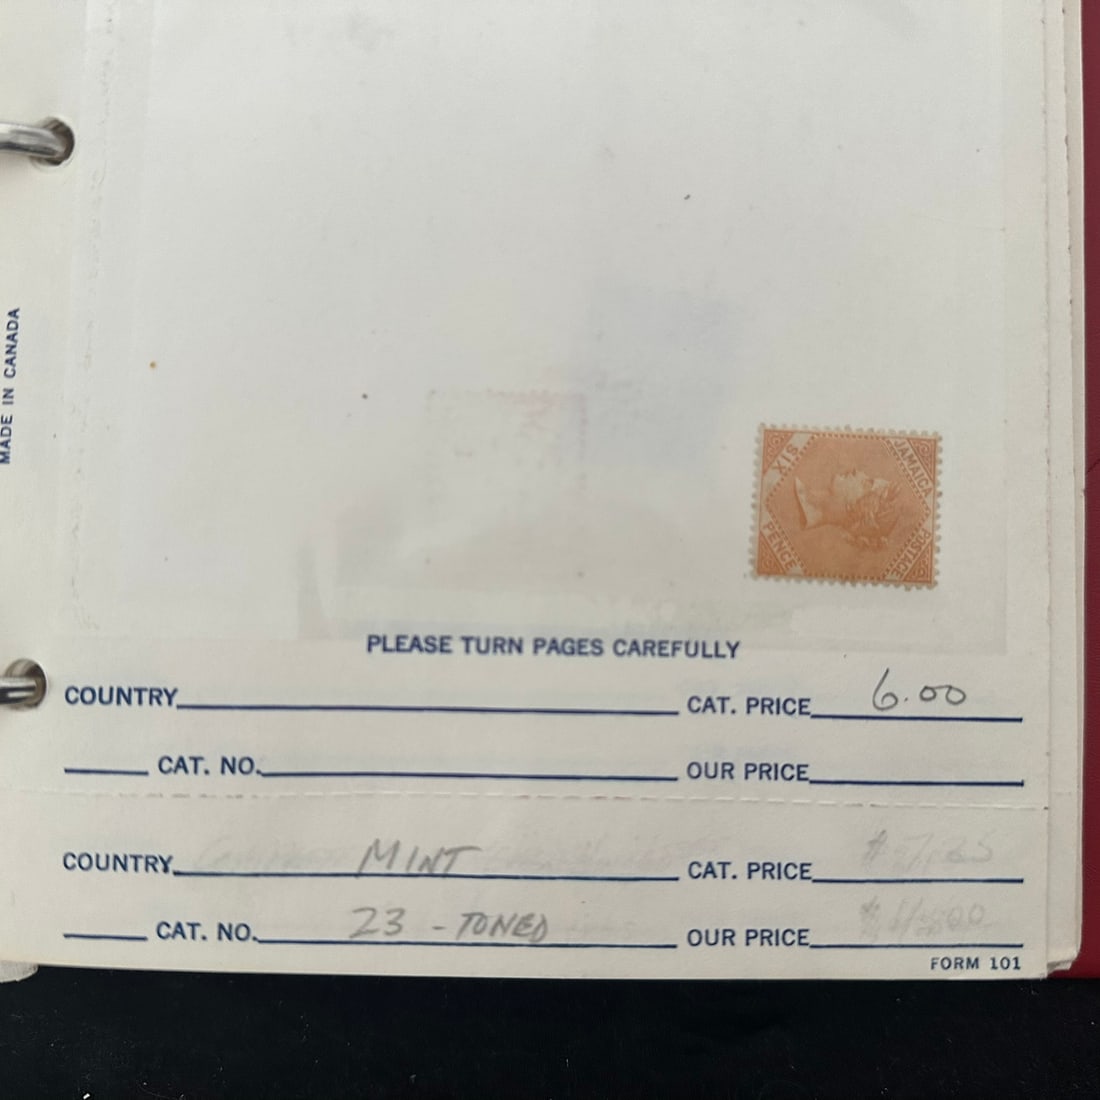 MADE IN CANADA
SIX PENCE
JAMAICA POSTAGE
PLEASE TURN PAGES CAREFULLY
COUNTRY CAT. PRICE 6.00
CAT. NO. OUR PRICE
COUNTRY MINT CAT. PRICE
CAT. NO. 23 - TONED OUR PRICE
FORM 101